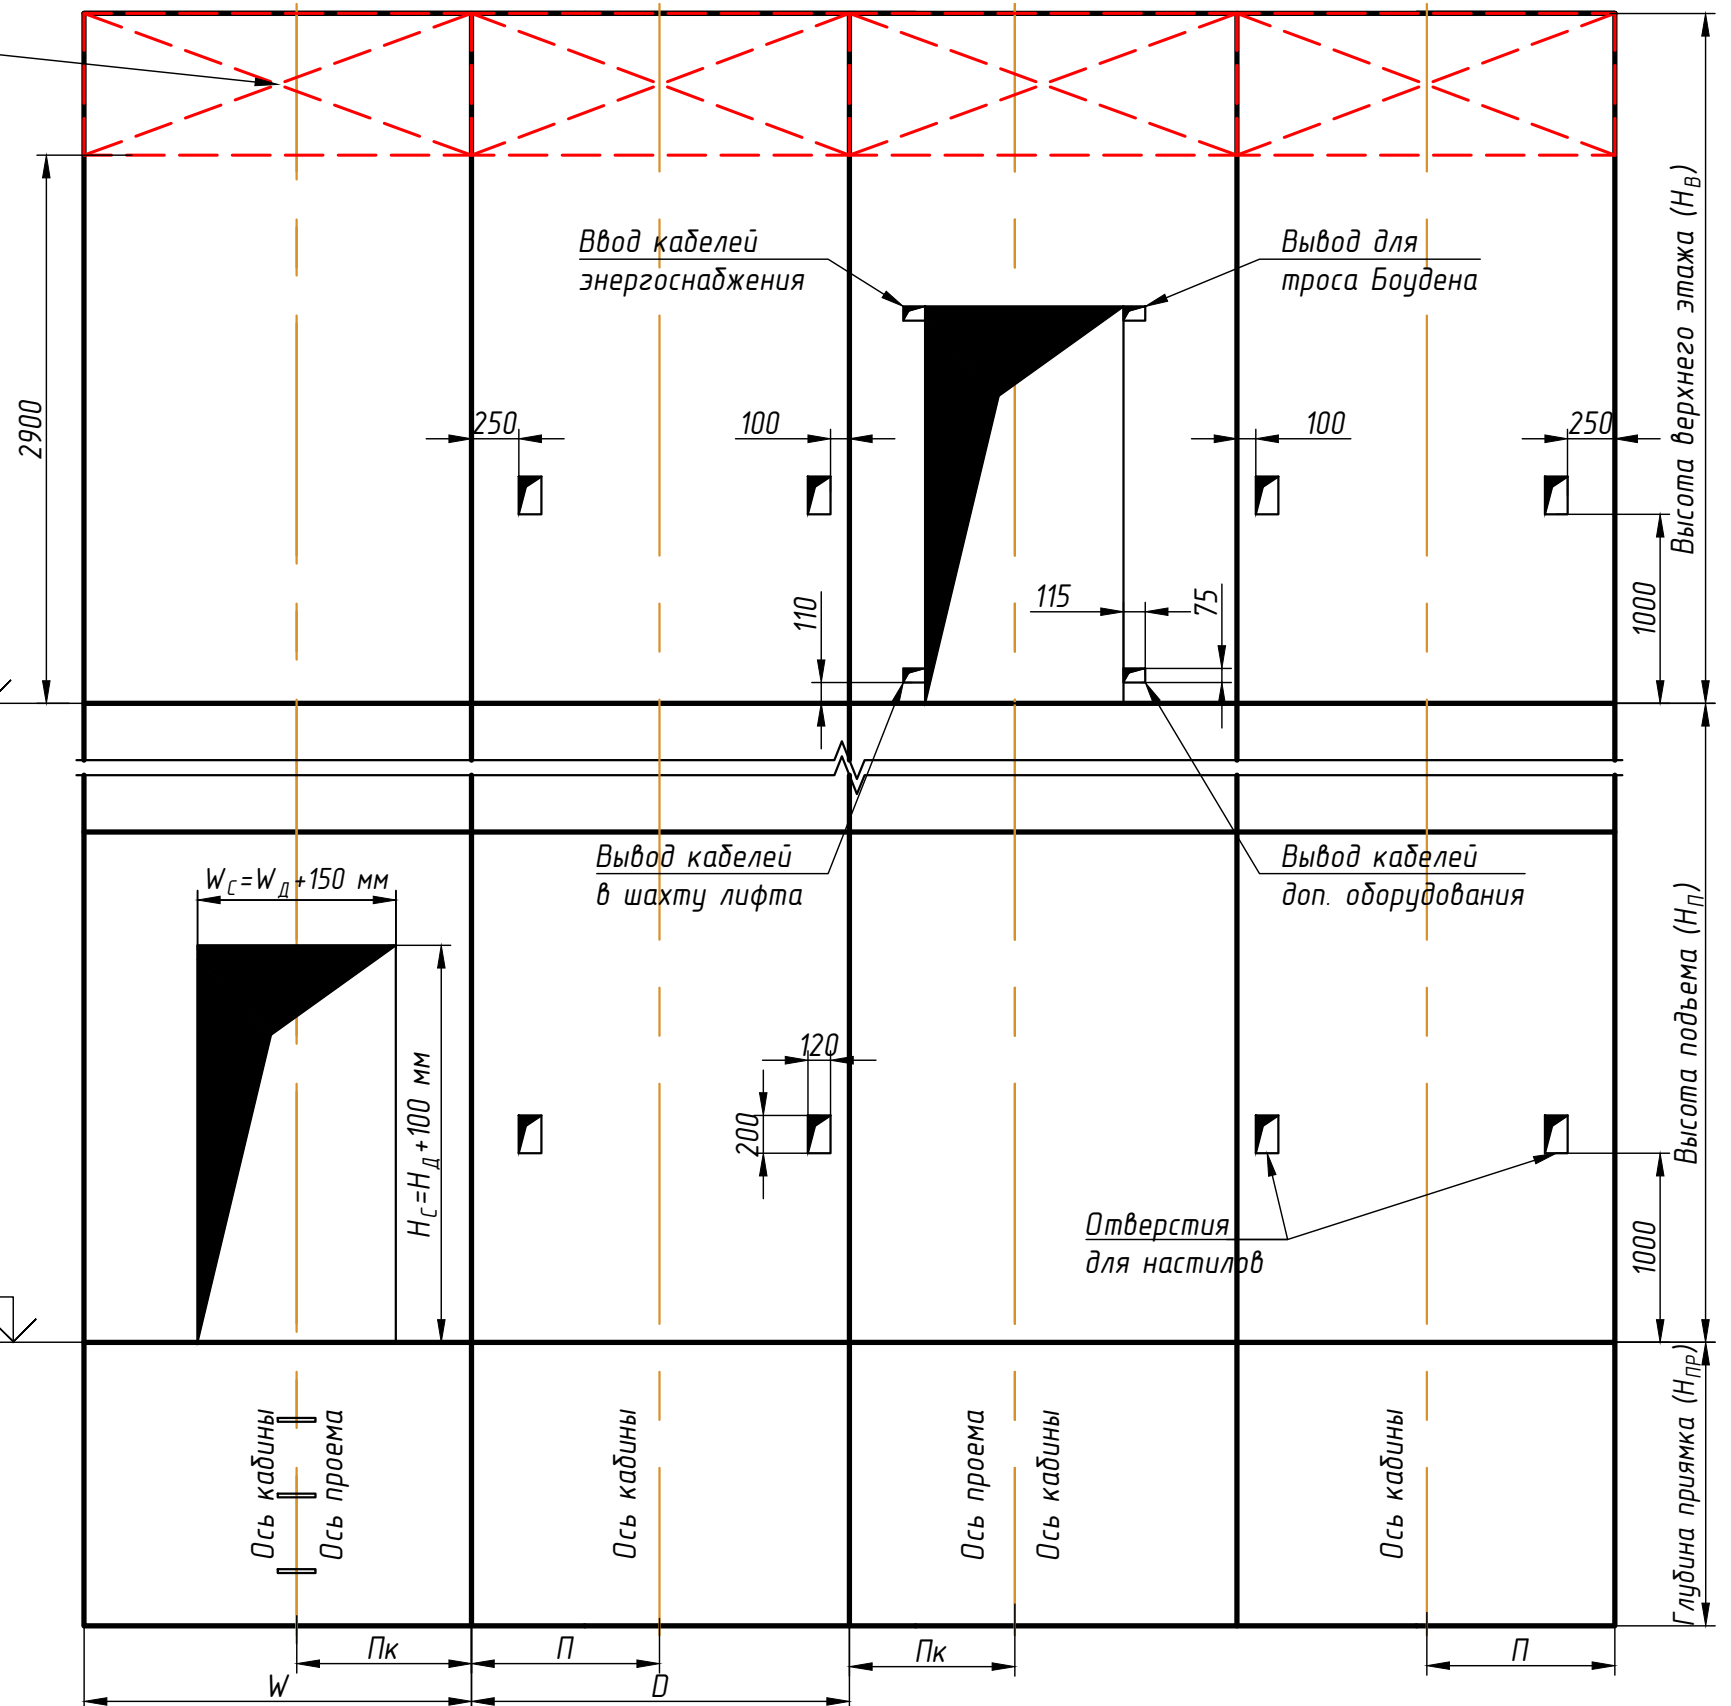 Ввод кабелей
энергоснабжения
Вывод для
троса Боудена
Высота верхнего этажа (HВ)
2900
250
100
100
250
110
115
75
1000
Вывод кабелей
в шахту лифта
Вывод кабелей
доп. оборудования
WС=WД+150 мм
HС=HД+100 мм
120
200
Отверстия
для настилов
1000
Высота подъема (HП)
Ось кабины
Ось проема
Ось кабины
Ось проема
Ось кабины
Ось кабины
Глубина приямка (HПР)
Пк
П
Пк
П
W
D